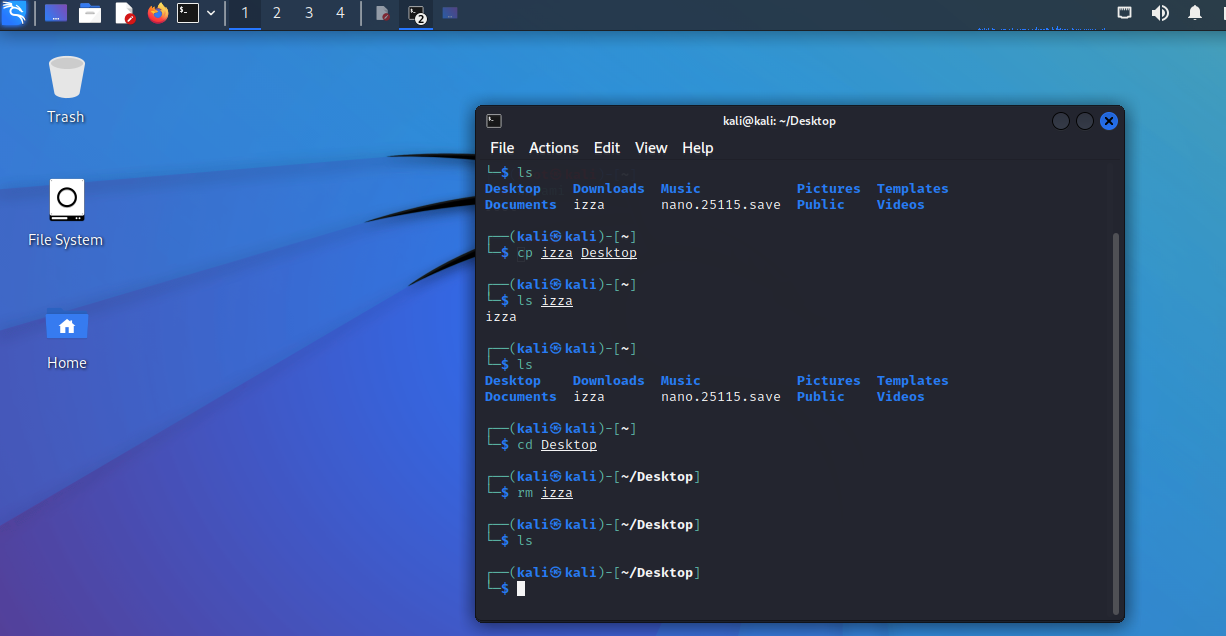 1 2 3 4 2
Trash
File System
Home
kali@kali: ~/Desktop
File Actions Edit View Help
└─$ ls
Desktop Downloads Music Pictures Templates
Documents izza nano.25115.save Public Videos
┌──(kali㉿kali)-[~]
└─$ cp izza Desktop
┌──(kali㉿kali)-[~]
└─$ ls izza
izza
┌──(kali㉿kali)-[~]
└─$ ls
Desktop Downloads Music Pictures Templates
Documents izza nano.25115.save Public Videos
┌──(kali㉿kali)-[~]
└─$ cd Desktop
┌──(kali㉿kali)-[~/Desktop]
└─$ rm izza
┌──(kali㉿kali)-[~/Desktop]
└─$ ls
┌──(kali㉿kali)-[~/Desktop]
└─$